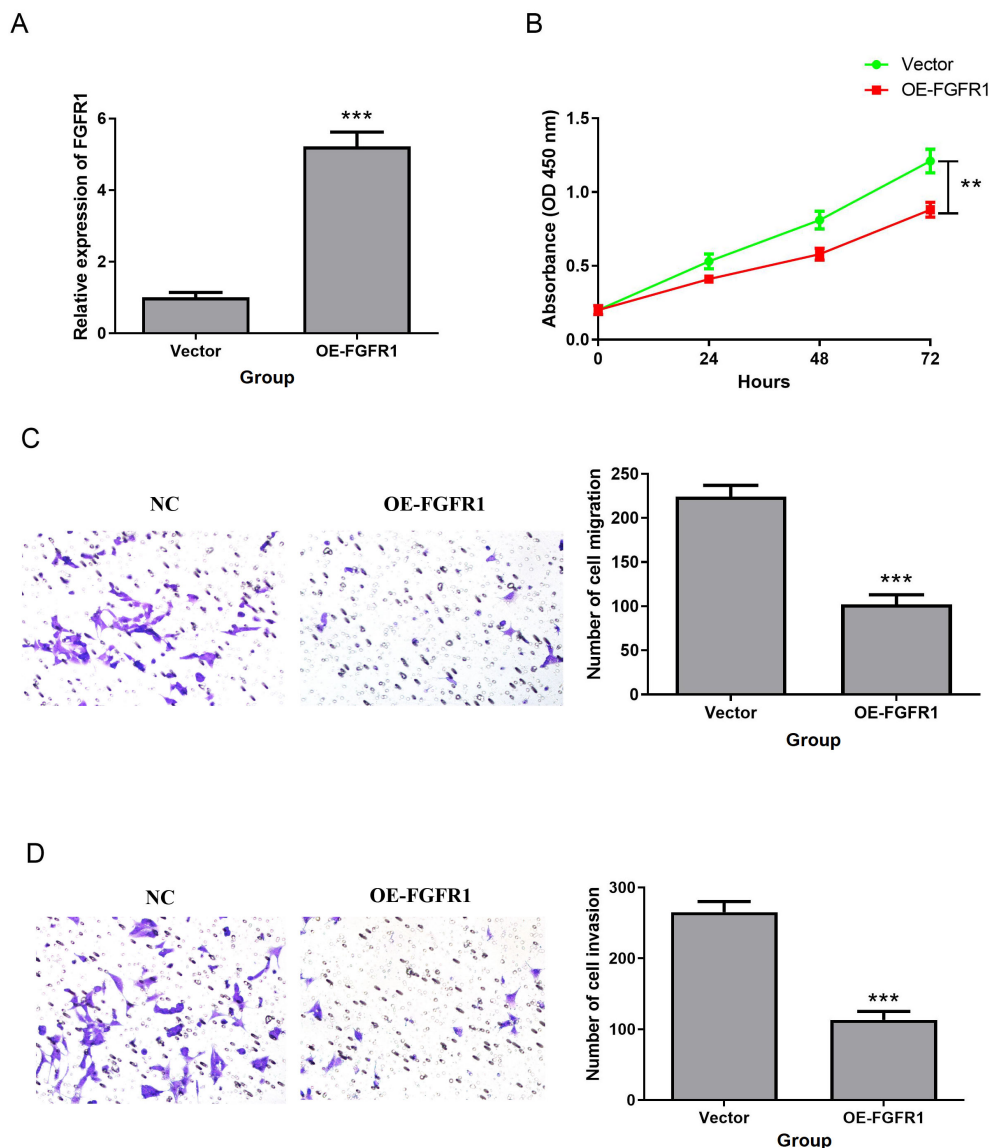 A
Relative expression of FGFR1
8
6
4
2
0
***
Vector
OE-FGFR1
Group
B
Vector
OE-FGFR1
Absorbance (OD 450 nm)
1.5
1.0
0.5
0.0
**
0
24
48
72
Hours
C
NC
OE-FGFR1
Number of cell migration
250
200
150
100
50
0
***
Vector
OE-FGFR1
Group
D
NC
OE-FGFR1
Number of cell invasion
300
200
100
0
***
Vector
OE-FGFR1
Group